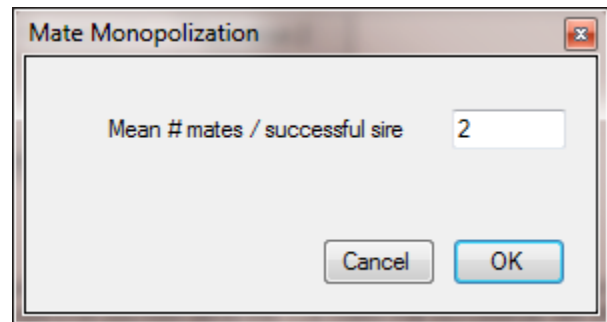 Mate Monopolization
Mean # mates / successful sire 2
Cancel OK